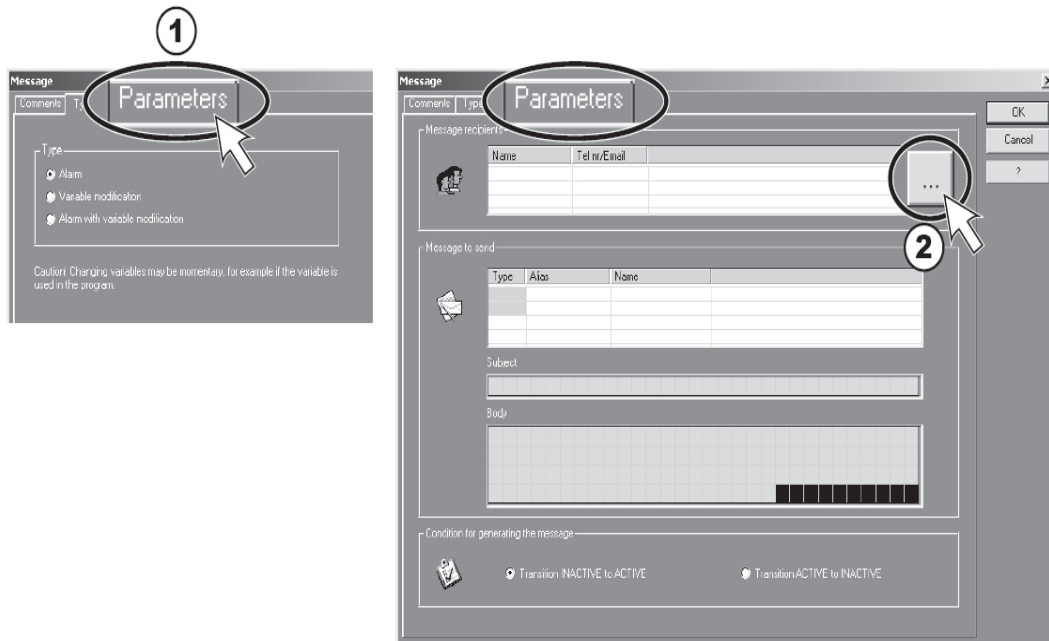 1
Message
Comments
Parameters
Type
Alarm
Variable modification
Alarm with variable modification
Caution! Changing variables may be momentary, for example if the variable is
used in the program.
Message
Comments Type Parameters
OK
Cancel
?
Message recipients
Name Tel nr/Email
...
2
Message to send
Type Alias Name
Subject
Body
Condition for generating the message
Transition INACTIVE to ACTIVE Transition ACTIVE to INACTIVE